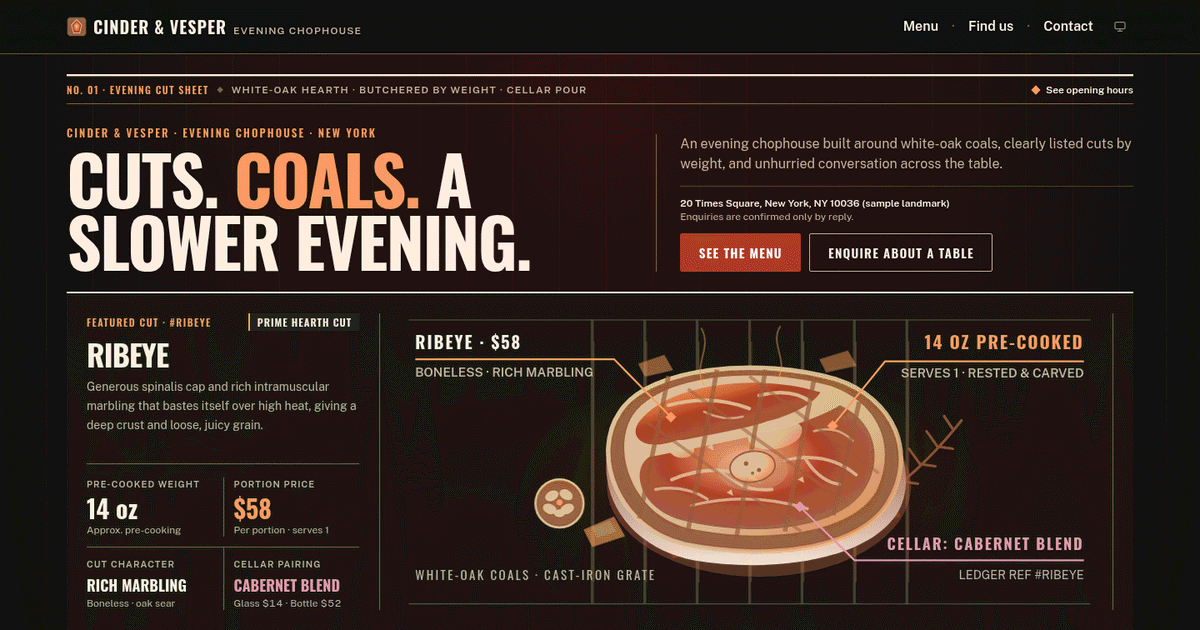 CINDER & VESPER EVENING CHOPHOUSE
Menu · Find us · Contact
NO. 01 · EVENING CUT SHEET ◆ WHITE-OAK HEARTH · BUTCHERED BY WEIGHT · CELLAR POUR
◆ See opening hours
CINDER & VESPER · EVENING CHOPHOUSE · NEW YORK
CUTS. COALS. A
SLOWER EVENING.
An evening chophouse built around white-oak coals, clearly listed cuts by
weight, and unhurried conversation across the table.
20 Times Square, New York, NY 10036 (sample landmark)
Enquiries are confirmed only by reply.
SEE THE MENU
ENQUIRE ABOUT A TABLE
FEATURED CUT · #RIBEYE
PRIME HEARTH CUT
RIBEYE
Generous spinalis cap and rich intramuscular
marbling that bastes itself over high heat, giving a
deep crust and loose, juicy grain.
PRE-COOKED WEIGHT
14 oz
Approx. pre-cooking
PORTION PRICE
$58
Per portion · serves 1
CUT CHARACTER
RICH MARBLING
Boneless · oak sear
CELLAR PAIRING
CABERNET BLEND
Glass $14 · Bottle $52
RIBEYE · $58
BONELESS · RICH MARBLING
14 OZ PRE-COOKED
SERVES 1 · RESTED & CARVED
CELLAR: CABERNET BLEND
LEDGER REF #RIBEYE
WHITE-OAK COALS · CAST-IRON GRATE